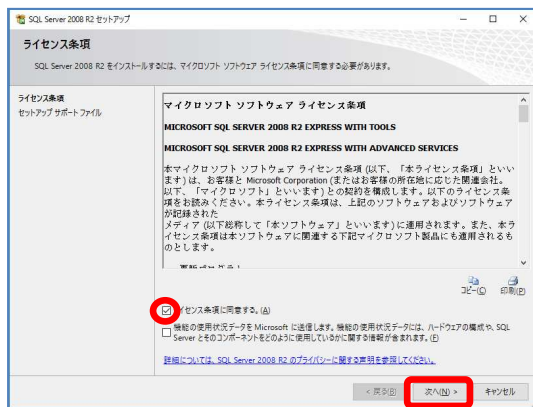 SQL Server 2008 R2 セットアップ
ライセンス条項
SQL Server 2008 R2 をインストールするには、マイクロソフト ソフトウェア ライセンス条項に同意する必要があります。
ライセンス条項
セットアップ サポート ファイル
マイクロソフト ソフトウェア ライセンス条項
MICROSOFT SQL SERVER 2008 R2 EXPRESS WITH TOOLS
MICROSOFT SQL SERVER 2008 R2 EXPRESS WITH ADVANCED SERVICES
本マイクロソフト ソフトウェア ライセンス条項 (以下、「本ライセンス条項」といい
ます) は、お客様と Microsoft Corporation (またはお客様の所在地に応じた関連会社。
以下、「マイクロソフト」といいます) との契約を構成します。以下のライセンス条
項をお読みください。本ライセンス条項は、上記のソフトウェアおよびソフトウェア
が記録された
メディア (以下総称して「本ソフトウェア」といいます) に適用されます。また、本ラ
イセンス条項は本ソフトウェアに関連する下記マイクロソフト製品にも適用されるも
のとします。
コピー(C)
印刷(P)
イセンス条項に同意する。(A)
機能の使用状況データを Microsoft に送信します。機能の使用状況データには、ハードウェアの構成や、SQL
Server とそのコンポーネントをどのように使用しているかに関する情報が含まれます。(F)
詳細については、SQL Server 2008 R2 のプライバシーに関する声明を参照してください。
< 戻る(B)
次へ(N) >
キャンセル